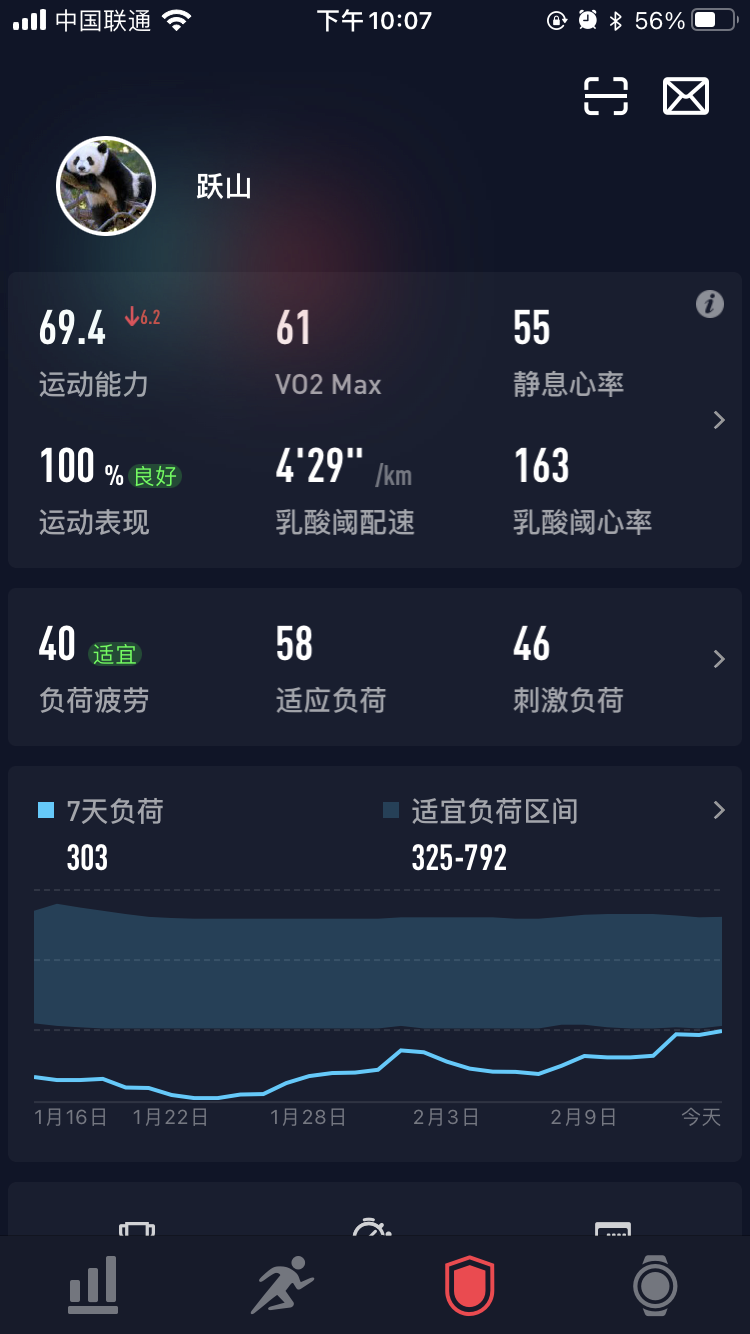 中国联通 下午10:07 56%
跃山
69.4 ↓6.2 61 55
运动能力 VO2 Max 静息心率
100 % 良好 4'29" /km 163
运动表现 乳酸阈配速 乳酸阈心率
40 适宜 58 46
负荷疲劳 适应负荷 刺激负荷
7天负荷 适宜负荷区间
303 325-792
1月16日 1月22日 1月28日 2月3日 2月9日 今天